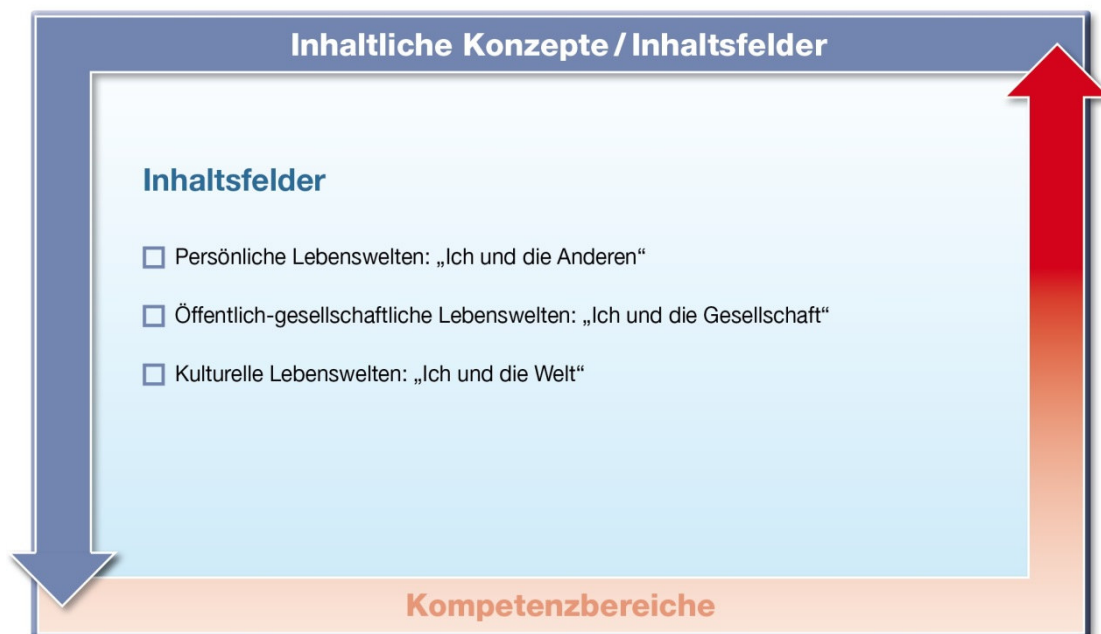 Inhaltliche Konzepte / Inhaltsfelder
Inhaltsfelder
Persönliche Lebenswelten: „Ich und die Anderen“
Öffentlich-gesellschaftliche Lebenswelten: „Ich und die Gesellschaft“
Kulturelle Lebenswelten: „Ich und die Welt“
Kompetenzbereiche